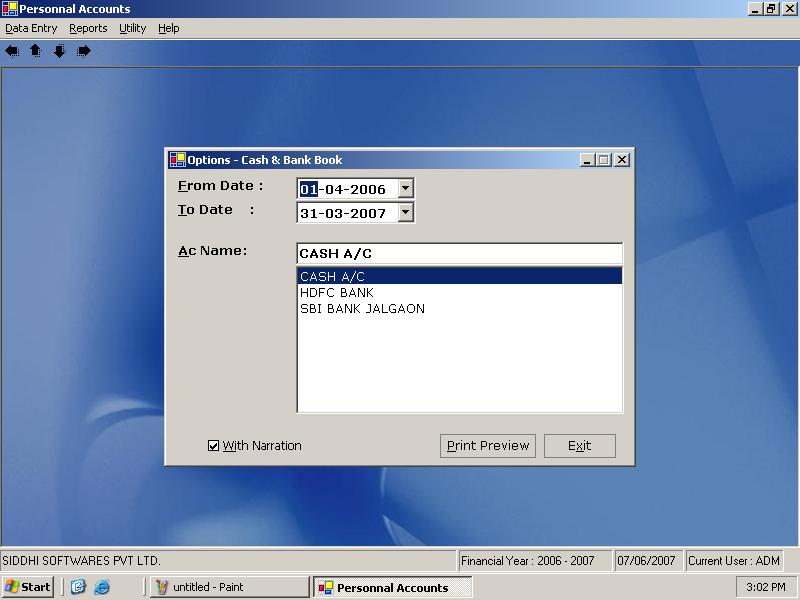 Personnal Accounts
Data Entry Reports Utility Help
Options - Cash & Bank Book
From Date : 01-04-2006
To Date : 31-03-2007
Ac Name: CASH A/C
CASH A/C
HDFC BANK
SBI BANK JALGAON
With Narration Print Preview Exit
SIDDHI SOFTWARES PVT LTD. Financial Year : 2006 - 2007 07/06/2007 Current User : ADM
Start untitled - Paint Personnal Accounts 3:02 PM